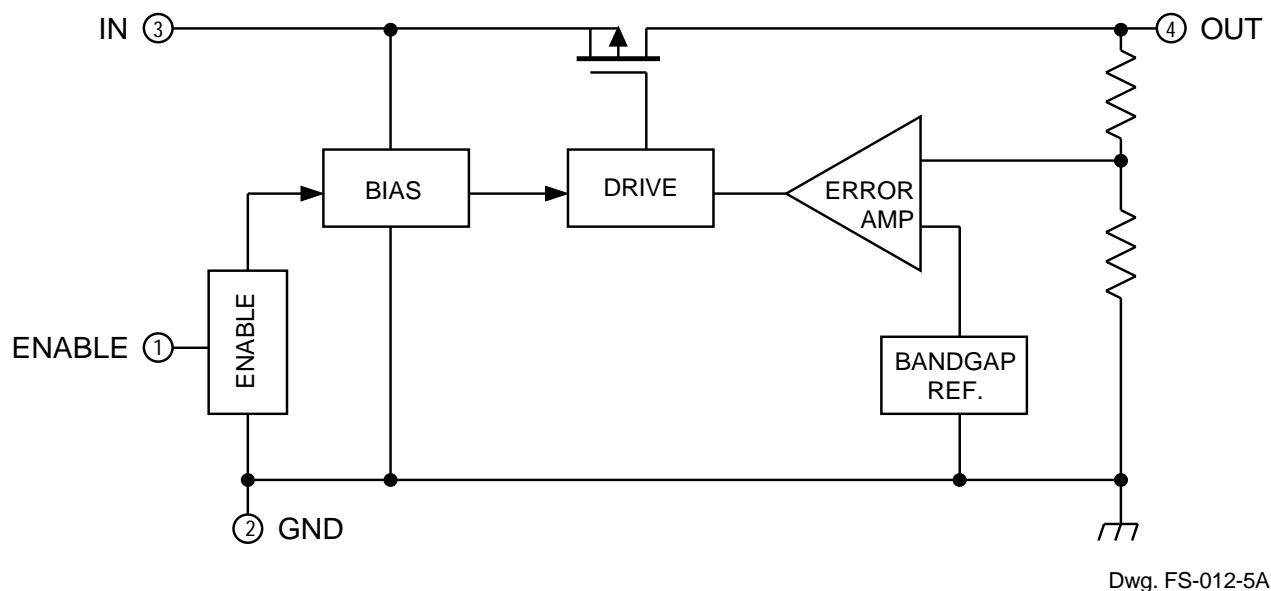 IN 3
4 OUT
BIAS
DRIVE
ERROR
AMP
ENABLE
ENABLE 1
BANDGAP
REF.
2 GND
Dwg. FS-012-5A